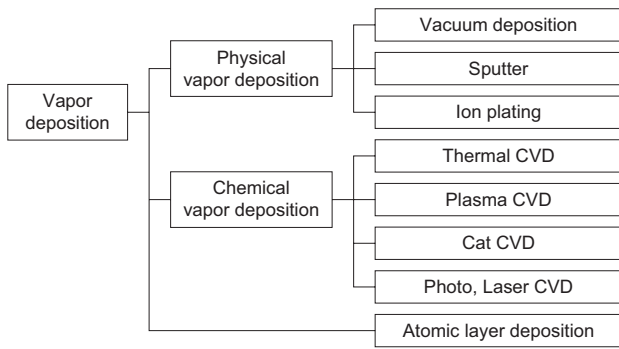 Vapor
deposition
Physical
vapor deposition
Vacuum deposition
Sputter
Ion plating
Chemical
vapor deposition
Thermal CVD
Plasma CVD
Cat CVD
Photo, Laser CVD
Atomic layer deposition